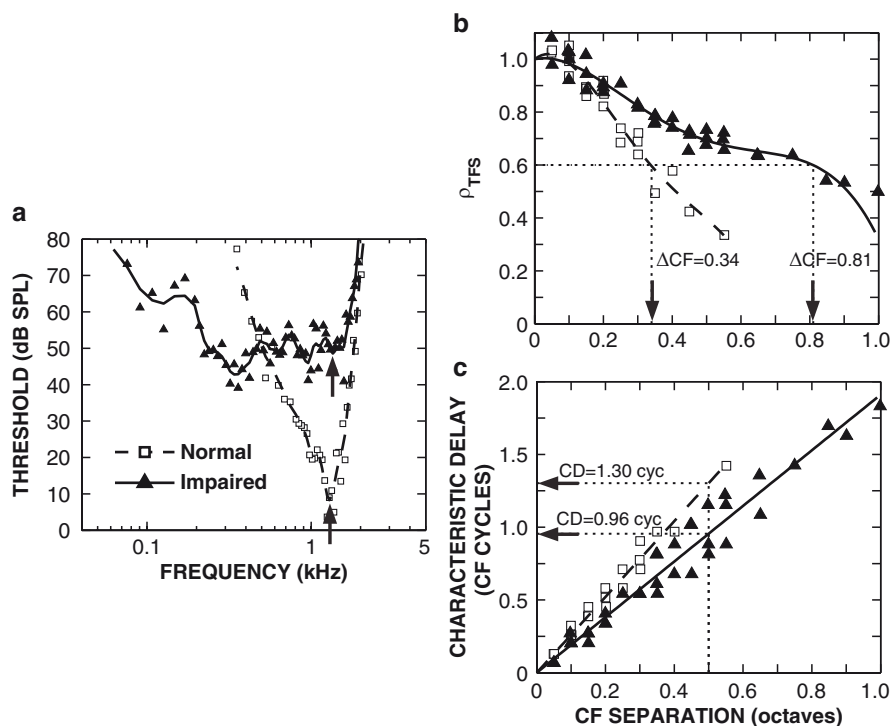 a
80
70
60
50
40
30
20
10
0
THRESHOLD (dB SPL)
Normal
Impaired
0.1
1
5
FREQUENCY (kHz)
b
1.0
0.8
0.6
0.4
0.2
0
ρTFS
ΔCF=0.34
ΔCF=0.81
0
0.2
0.4
0.6
0.8
1.0
c
2.0
1.5
1.0
0.5
0
CHARACTERISTIC DELAY
(CF CYCLES)
CD=1.30 cyc
CD=0.96 cyc
0
0.2
0.4
0.6
0.8
1.0
CF SEPARATION (octaves)